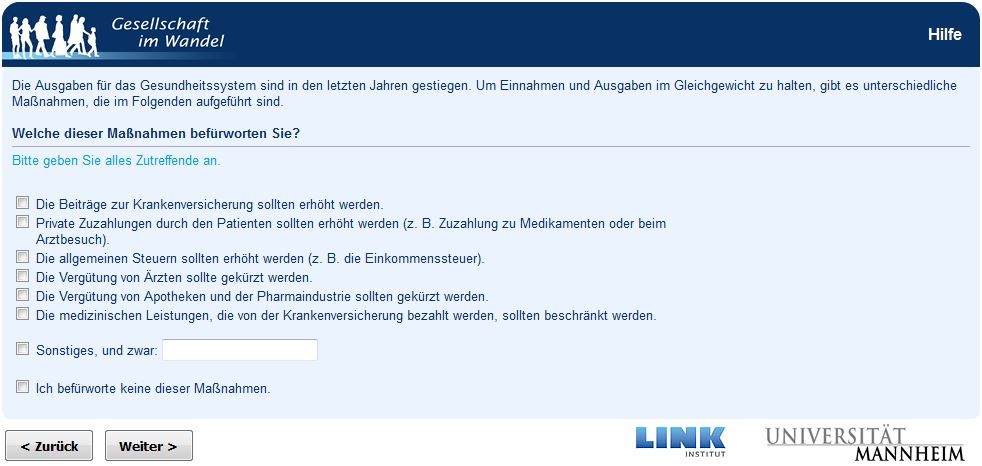 Gesellschaft
im Wandel
Hilfe
Die Ausgaben für das Gesundheitssystem sind in den letzten Jahren gestiegen. Um Einnahmen und Ausgaben im Gleichgewicht zu halten, gibt es unterschiedliche
Maßnahmen, die im Folgenden aufgeführt sind.
Welche dieser Maßnahmen befürworten Sie?
Bitte geben Sie alles Zutreffende an.
Die Beiträge zur Krankenversicherung sollten erhöht werden.
Private Zuzahlungen durch den Patienten sollten erhöht werden (z. B. Zuzahlung zu Medikamenten oder beim
Arztbesuch).
Die allgemeinen Steuern sollten erhöht werden (z. B. die Einkommenssteuer).
Die Vergütung von Ärzten sollte gekürzt werden.
Die Vergütung von Apotheken und der Pharmaindustrie sollten gekürzt werden.
Die medizinischen Leistungen, die von der Krankenversicherung bezahlt werden, sollten beschränkt werden.
Sonstiges, und zwar:
Ich befürworte keine dieser Maßnahmen.
< Zurück
Weiter >
LINK
INSTITUT
UNIVERSITÄT
MANNHEIM